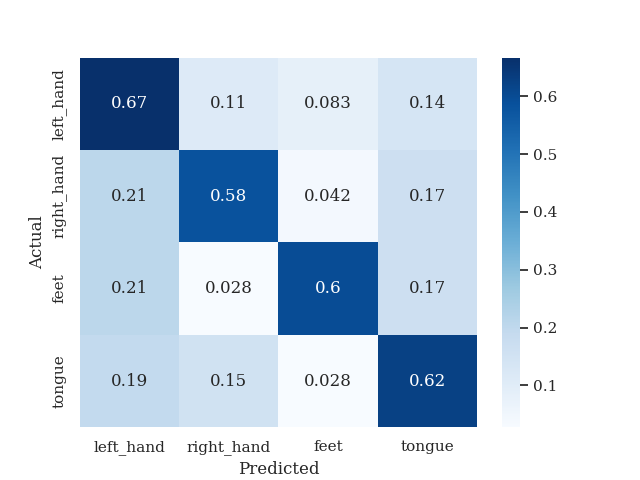 left_hand 0.67 0.11 0.083 0.14
right_hand 0.21 0.58 0.042 0.17
feet 0.21 0.028 0.6 0.17
tongue 0.19 0.15 0.028 0.62
left_hand right_hand feet tongue
Predicted
Actual
0.6
0.5
0.4
0.3
0.2
0.1